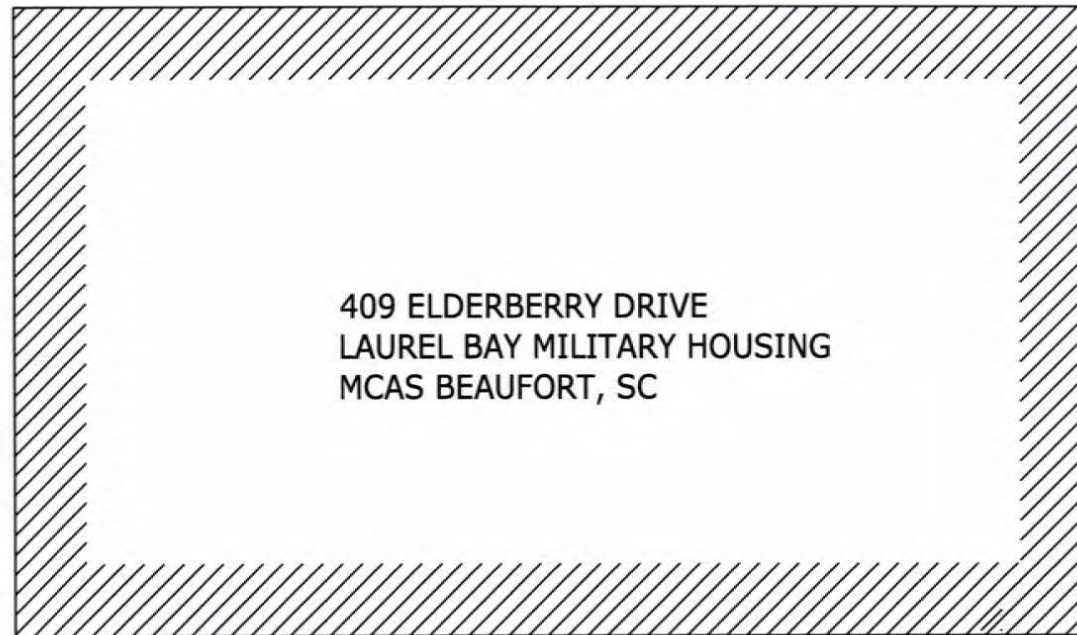 409 ELDERBERRY DRIVE
LAUREL BAY MILITARY HOUSING
MCAS BEAUFORT, SC